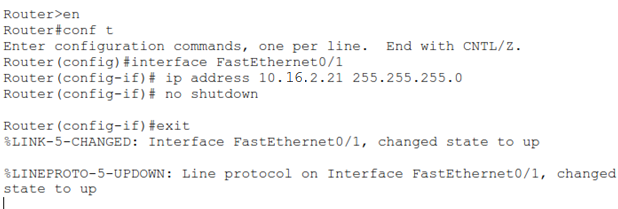 Router>en
Router#conf t
Enter configuration commands, one per line.  End with CNTL/Z.
Router(config)#interface FastEthernet0/1
Router(config-if)# ip address 10.16.2.21 255.255.255.0
Router(config-if)# no shutdown
Router(config-if)#exit
%LINK-5-CHANGED: Interface FastEthernet0/1, changed state to up
%LINEPROTO-5-UPDOWN: Line protocol on Interface FastEthernet0/1, changed
state to up